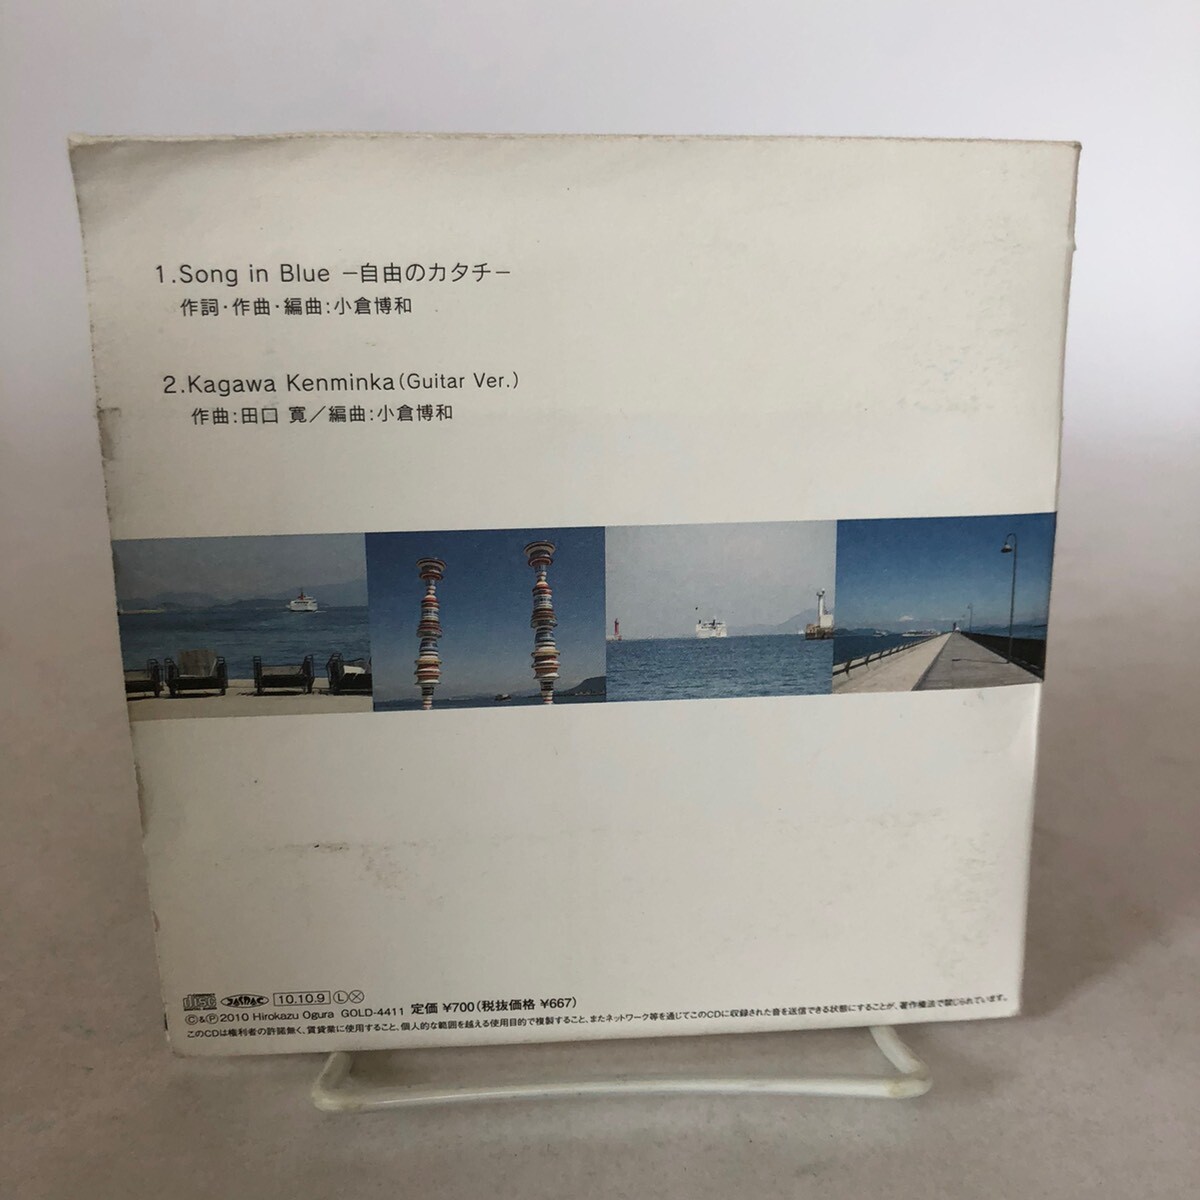 1.Song in Blue −自由のカタチ−
作詞・作曲・編曲:小倉博和
2.Kagawa Kenminka(Guitar Ver.)
作曲:田口 寛／編曲:小倉博和
disc JASRAC 10.10.9 Ⓛ Ⓧ
©&℗2010 Hirokazu Ogura GOLD-4411 定価 ¥700(税抜価格 ¥667)
このCDは権利者の許諾無く、賃貸業に使用すること、個人的な範囲を越える使用目的で複製すること、またネットワーク等を通じてこのCDに収録された音を送信できる状態にすることが、著作権法で禁じられています。